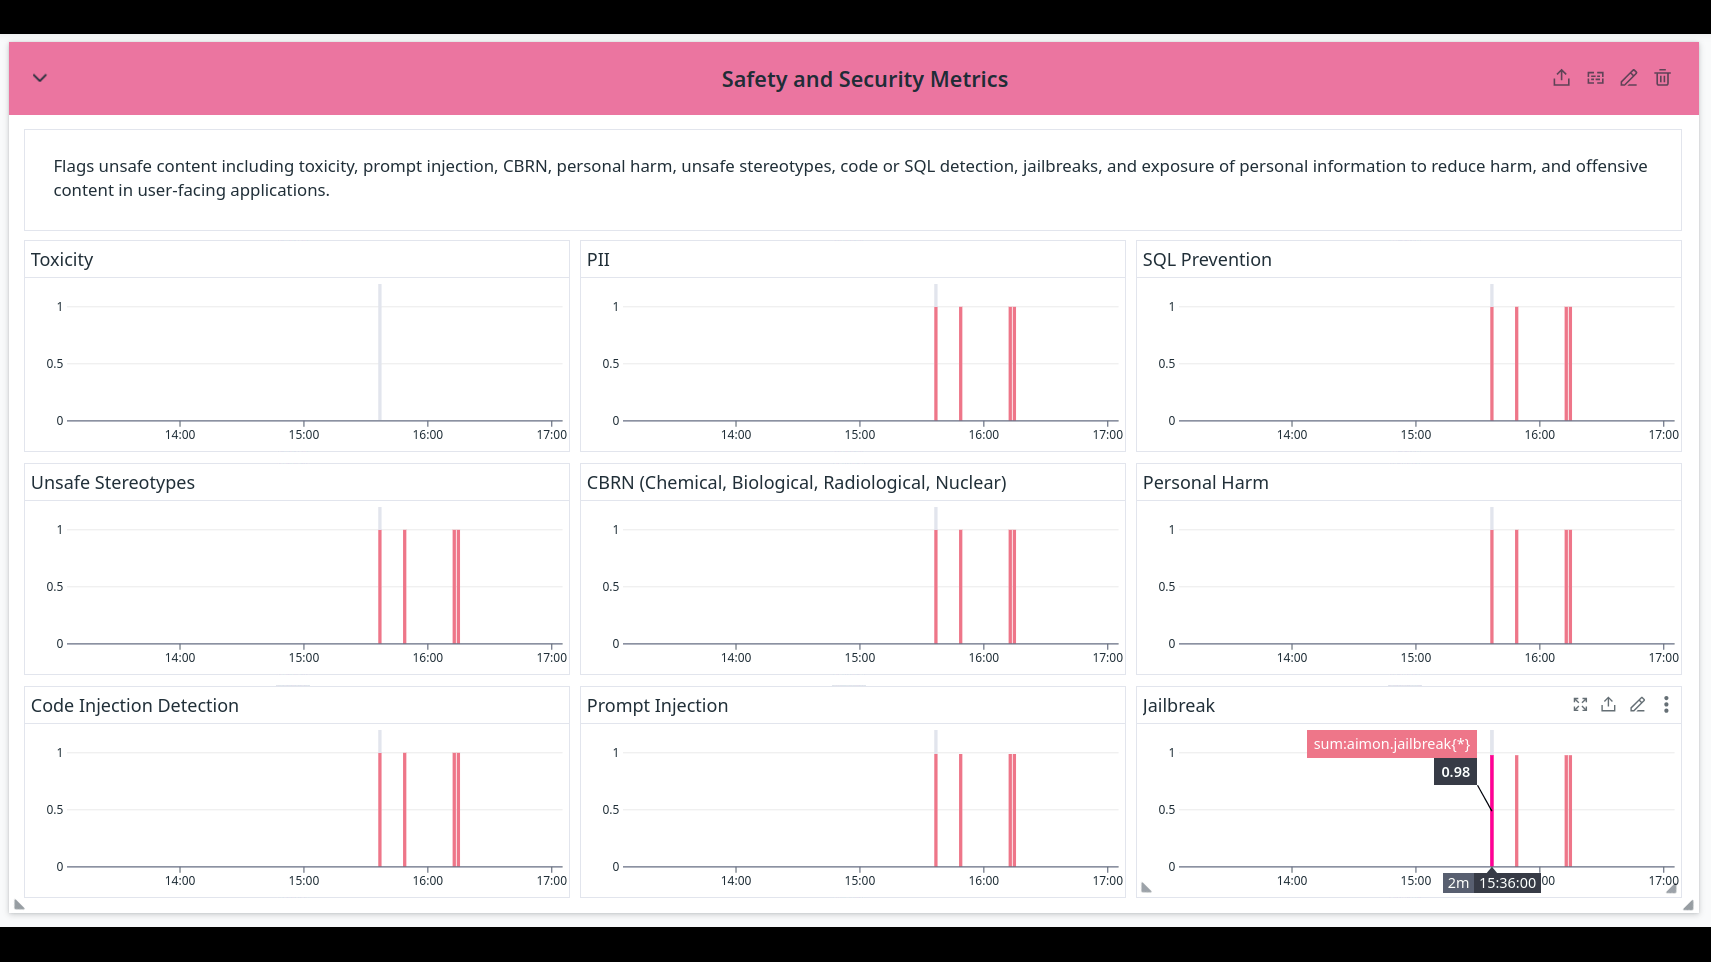 Safety and Security Metrics
Flags unsafe content including toxicity, prompt injection, CBRN, personal harm, unsafe stereotypes, code or SQL detection, jailbreaks, and exposure of personal information to reduce harm, and offensive
content in user-facing applications.
Toxicity
1
0.5
0
14:00 15:00 16:00 17:00
PII
1
0.5
0
14:00 15:00 16:00 17:00
SQL Prevention
1
0.5
0
14:00 15:00 16:00 17:00
Unsafe Stereotypes
1
0.5
0
14:00 15:00 16:00 17:00
CBRN (Chemical, Biological, Radiological, Nuclear)
1
0.5
0
14:00 15:00 16:00 17:00
Personal Harm
1
0.5
0
14:00 15:00 16:00 17:00
Code Injection Detection
1
0.5
0
14:00 15:00 16:00 17:00
Prompt Injection
1
0.5
0
14:00 15:00 16:00 17:00
Jailbreak
sum:aimon.jailbreak{*}
1
0.98
0.5
0
14:00 15:00 2m 15:36:00 00 17:00